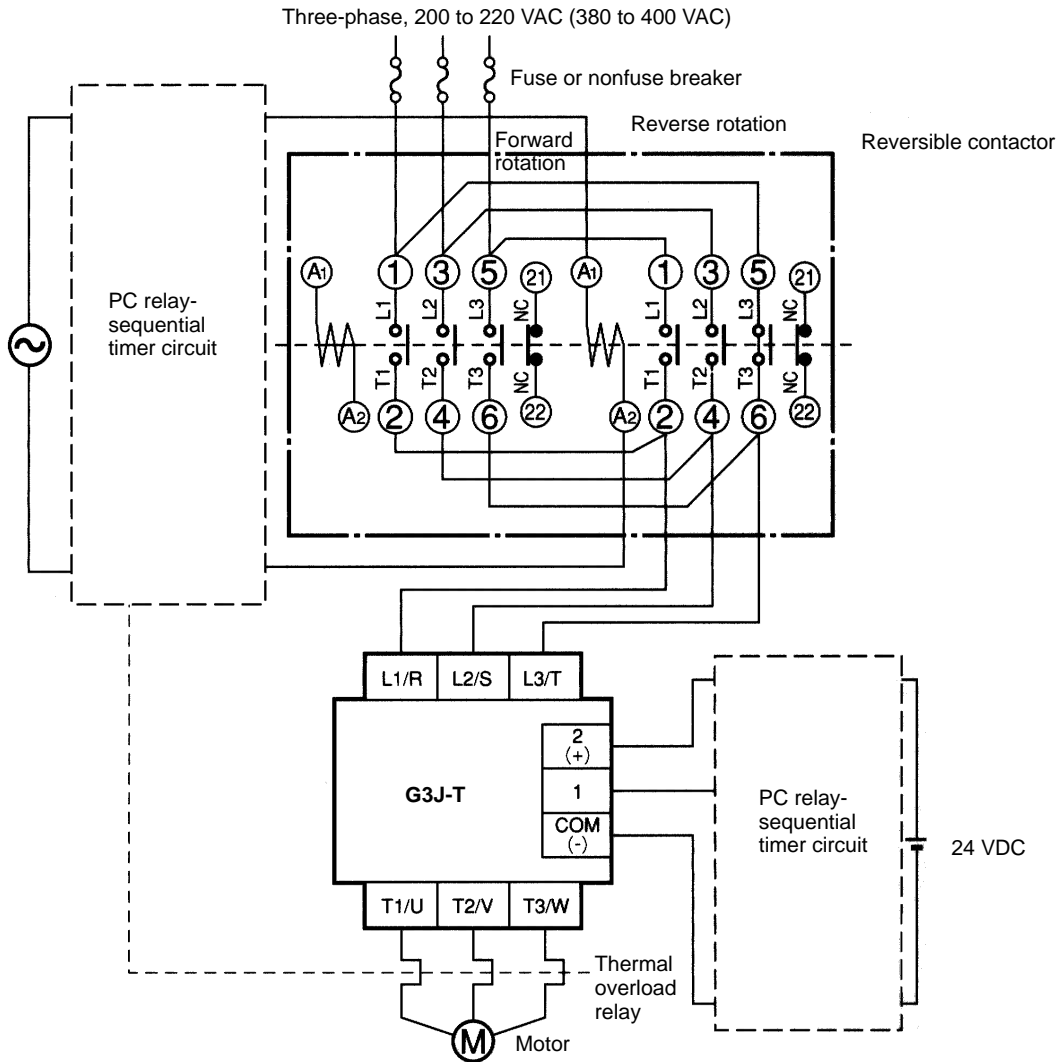 Three-phase, 200 to 220 VAC (380 to 400 VAC)
Fuse or nonfuse breaker
Reverse rotation
Reversible contactor
Forward
rotation
A1
1
3
5
21
A1
1
3
5
21
L1
L2
L3
NC
L1
L2
L3
NC
PC relay-
sequential
timer circuit
T1
T2
T3
NC
T1
T2
T3
NC
A2
2
4
6
22
A2
2
4
6
22
L1/R
L2/S
L3/T
2
(+)
G3J-T
1
COM
(-)
PC relay-
sequential
timer circuit
24 VDC
T1/U
T2/V
T3/W
Thermal
overload
relay
M
Motor